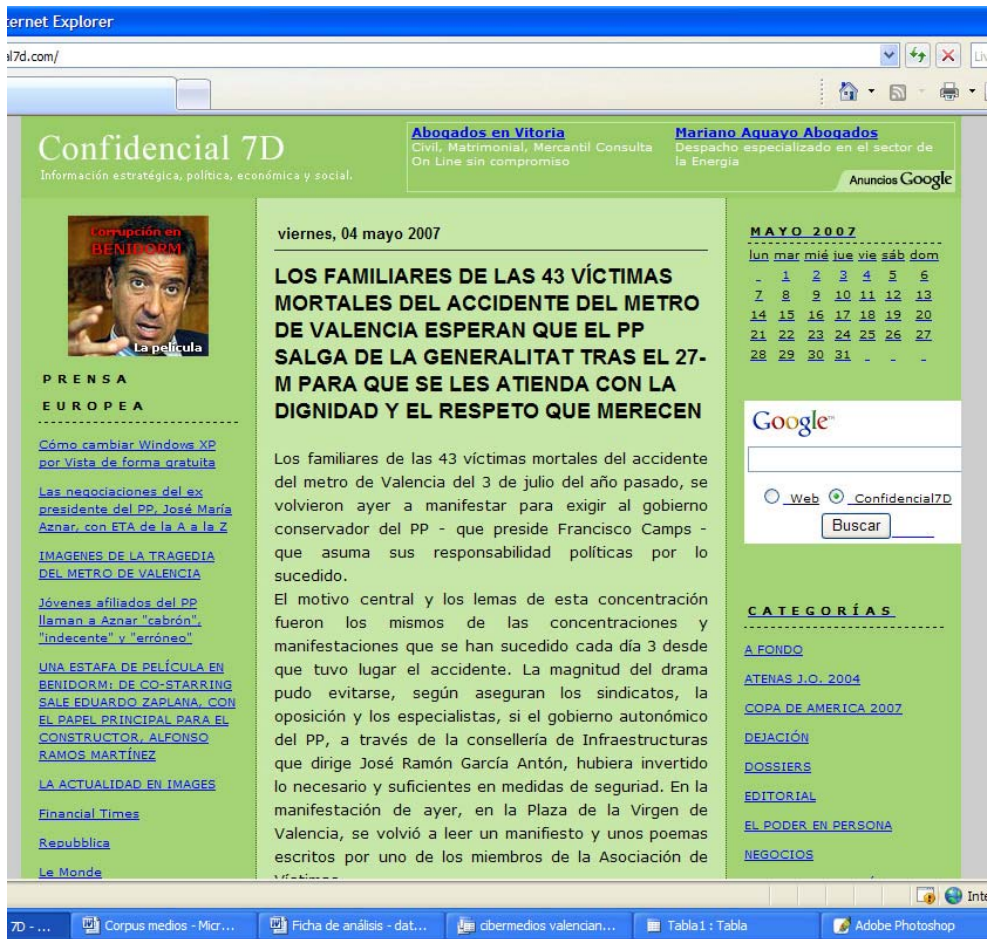 ternet Explorer
al7d.com/
Confidencial 7D
Información estratégica, política, económica y social.
Abogados en Vitoria
Civil, Matrimonial, Mercantil Consulta
On Line sin compromiso
Mariano Aguayo Abogados
Despacho especializado en el sector de
la Energia
Anuncios Google
Corrupción en
BENIDORM
La película
PRENSA
EUROPEA
Cómo cambiar Windows XP
por Vista de forma gratuita
Las negociaciones del ex
presidente del PP, José María
Aznar, con ETA de la A a la Z
IMAGENES DE LA TRAGEDIA
DEL METRO DE VALENCIA
Jóvenes afiliados del PP
llaman a Aznar "cabrón",
"indecente" y "erróneo"
UNA ESTAFA DE PELÍCULA EN
BENIDORM: DE CO-STARRING
SALE EDUARDO ZAPLANA, CON
EL PAPEL PRINCIPAL PARA EL
CONSTRUCTOR, ALFONSO
RAMOS MARTÍNEZ
LA ACTUALIDAD EN IMAGES
Financial Times
Repubblica
Le Monde
viernes, 04 mayo 2007
LOS FAMILIARES DE LAS 43 VÍCTIMAS
MORTALES DEL ACCIDENTE DEL METRO
DE VALENCIA ESPERAN QUE EL PP
SALGA DE LA GENERALITAT TRAS EL 27-
M PARA QUE SE LES ATIENDA CON LA
DIGNIDAD Y EL RESPETO QUE MERECEN
Los familiares de las 43 víctimas mortales del accidente
del metro de Valencia del 3 de julio del año pasado, se
volvieron ayer a manifestar para exigir al gobierno
conservador del PP - que preside Francisco Camps -
que asuma sus responsabilidad políticas por lo
sucedido.
El motivo central y los lemas de esta concentración
fueron los mismos de las concentraciones y
manifestaciones que se han sucedido cada día 3 desde
que tuvo lugar el accidente. La magnitud del drama
pudo evitarse, según aseguran los sindicatos, la
oposición y los especialistas, si el gobierno autonómico
del PP, a través de la consellería de Infraestructuras
que dirige José Ramón García Antón, hubiera invertido
lo necesario y suficientes en medidas de seguriad. En la
manifestación de ayer, en la Plaza de la Virgen de
Valencia, se volvió a leer un manifiesto y unos poemas
escritos por uno de los miembros de la Asociación de
MAYO 2007
lun mar mié jue vie sáb dom
1 2 3 4 5 6
7 8 9 10 11 12 13
14 15 16 17 18 19 20
21 22 23 24 25 26 27
28 29 30 31
Google
Web Confidencial7D
Buscar
CATEGORÍAS
A FONDO
ATENAS J.O. 2004
COPA DE AMERICA 2007
DEJACIÓN
DOSSIERS
EDITORIAL
EL PODER EN PERSONA
NEGOCIOS
Inte
7D - ...
Corpus medios - Micr...
Ficha de análisis - dat...
cibermedios valencian...
Tabla1 : Tabla
Adobe Photoshop